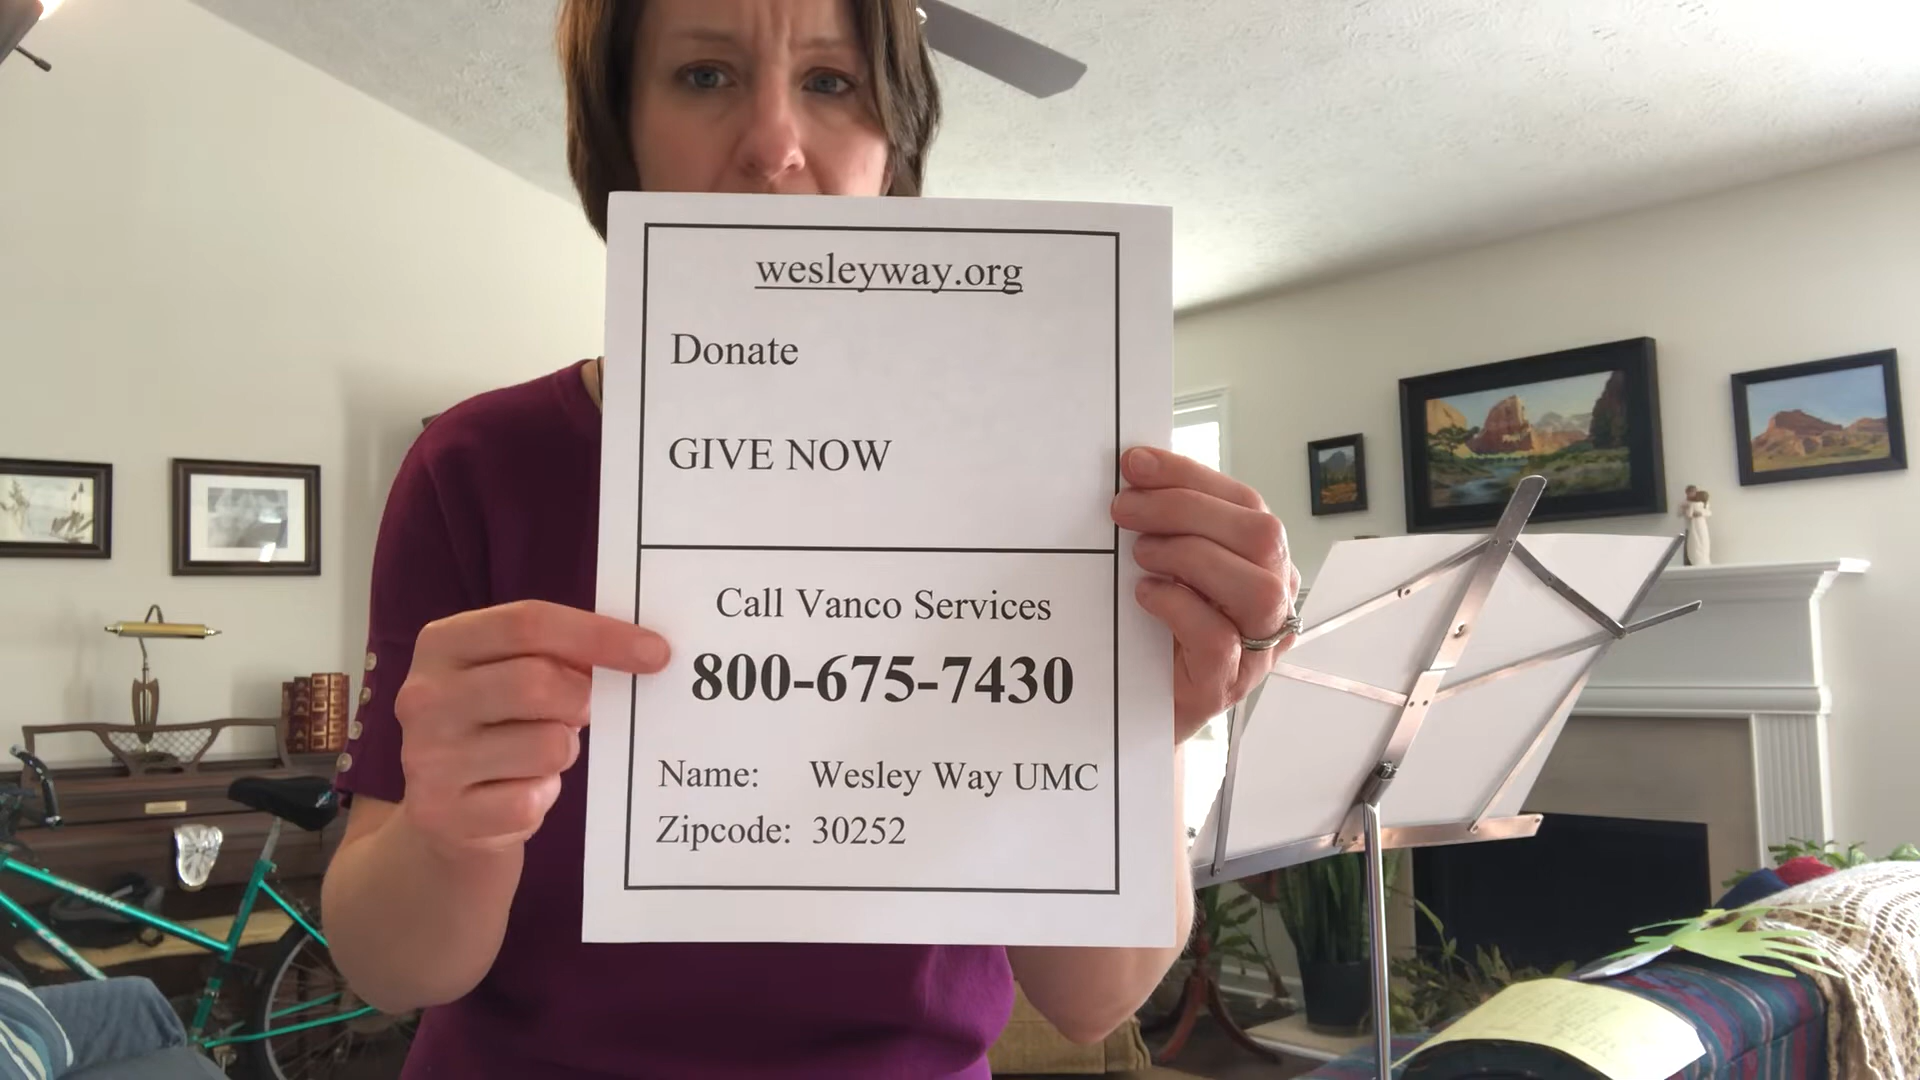 wesleyway.org
Donate
GIVE NOW
Call Vanco Services
800-675-7430
Name: Wesley Way UMC
Zipcode: 30252